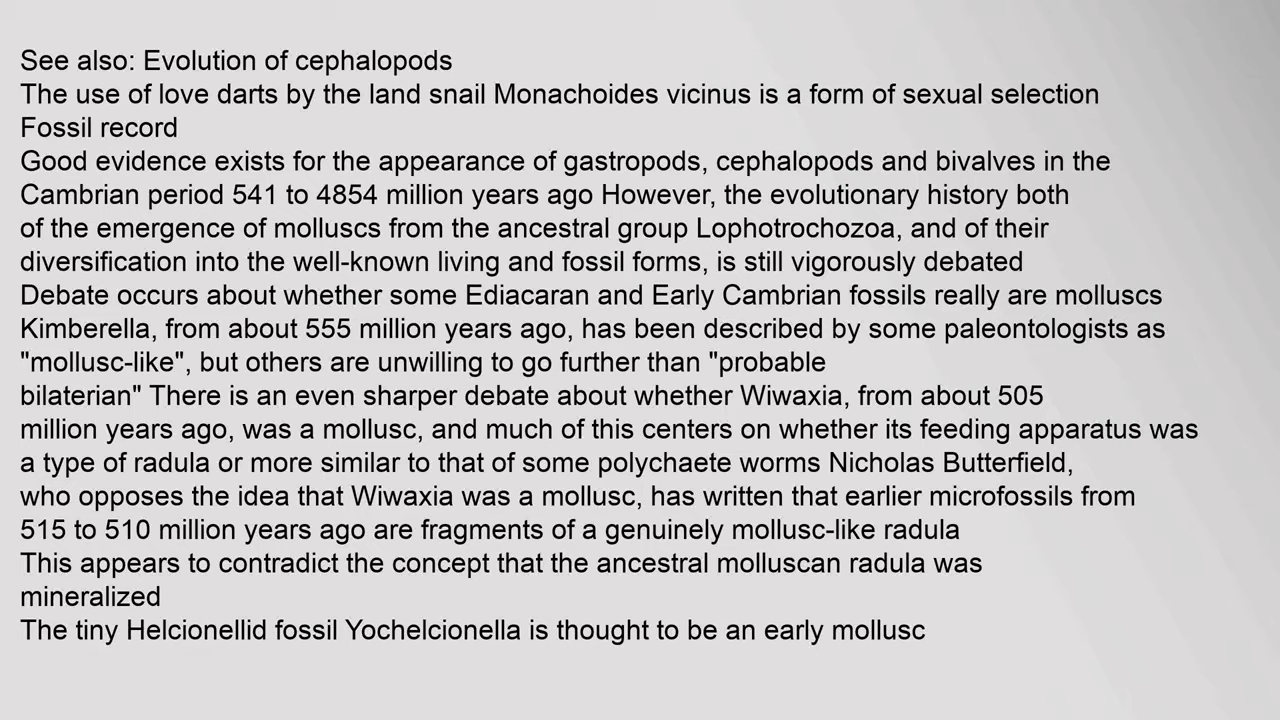 See also: Evolution of cephalopods
The use of love darts by the land snail Monachoides vicinus is a form of sexual selection
Fossil record
Good evidence exists for the appearance of gastropods, cephalopods and bivalves in the
Cambrian period 541 to 4854 million years ago However, the evolutionary history both
of the emergence of molluscs from the ancestral group Lophotrochozoa, and of their
diversification into the well-known living and fossil forms, is still vigorously debated
Debate occurs about whether some Ediacaran and Early Cambrian fossils really are molluscs
Kimberella, from about 555 million years ago, has been described by some paleontologists as
"mollusc-like", but others are unwilling to go further than "probable
bilaterian" There is an even sharper debate about whether Wiwaxia, from about 505
million years ago, was a mollusc, and much of this centers on whether its feeding apparatus was
a type of radula or more similar to that of some polychaete worms Nicholas Butterfield,
who opposes the idea that Wiwaxia was a mollusc, has written that earlier microfossils from
515 to 510 million years ago are fragments of a genuinely mollusc-like radula
This appears to contradict the concept that the ancestral molluscan radula was
mineralized
The tiny Helcionellid fossil Yochelcionella is thought to be an early mollusc